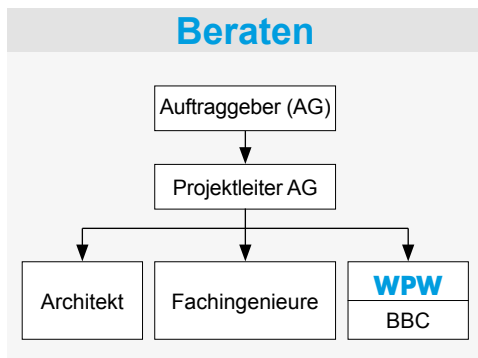 Beraten
Auftraggeber (AG)
Projektleiter AG
Architekt
Fachingenieure
WPW
BBC